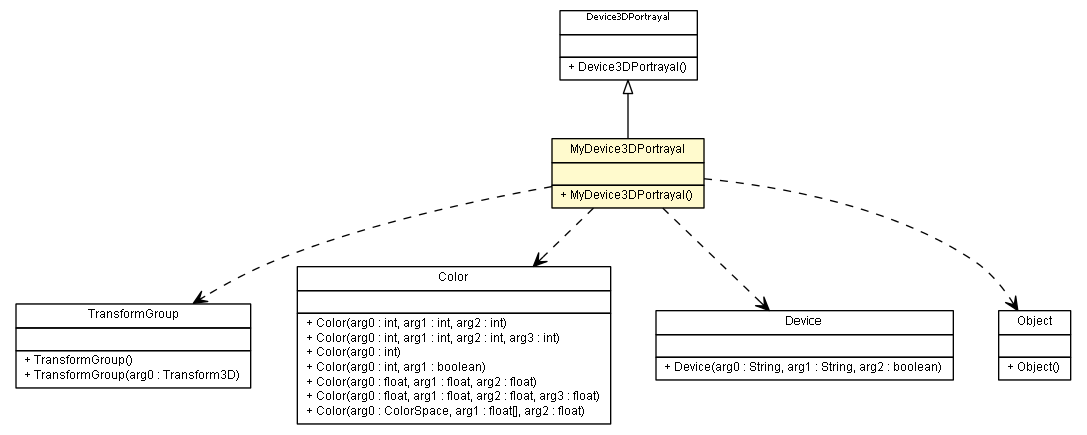 Device3DPortrayal
+ Device3DPortrayal()
MyDevice3DPortrayal
+ MyDevice3DPortrayal()
TransformGroup
+ TransformGroup()
+ TransformGroup(arg0 : Transform3D)
Color
+ Color(arg0 : int, arg1 : int, arg2 : int)
+ Color(arg0 : int, arg1 : int, arg2 : int, arg3 : int)
+ Color(arg0 : int)
+ Color(arg0 : int, arg1 : boolean)
+ Color(arg0 : float, arg1 : float, arg2 : float)
+ Color(arg0 : float, arg1 : float, arg2 : float, arg3 : float)
+ Color(arg0 : ColorSpace, arg1 : float[], arg2 : float)
Device
+ Device(arg0 : String, arg1 : String, arg2 : boolean)
Object
+ Object()